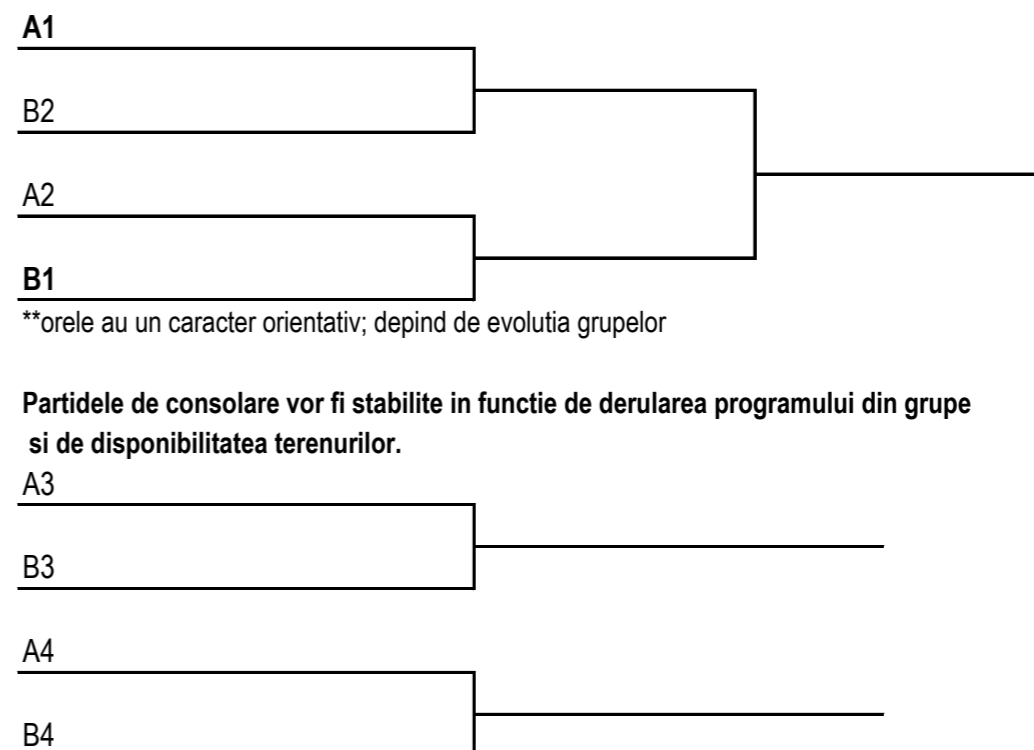 A1
B2
A2
B1
**orele au un caracter orientativ; depind de evolutia grupelor
Partidele de consolare vor fi stabilite in functie de derularea programului din grupe
si de disponibilitatea terenurilor.
A3
B3
A4
B4